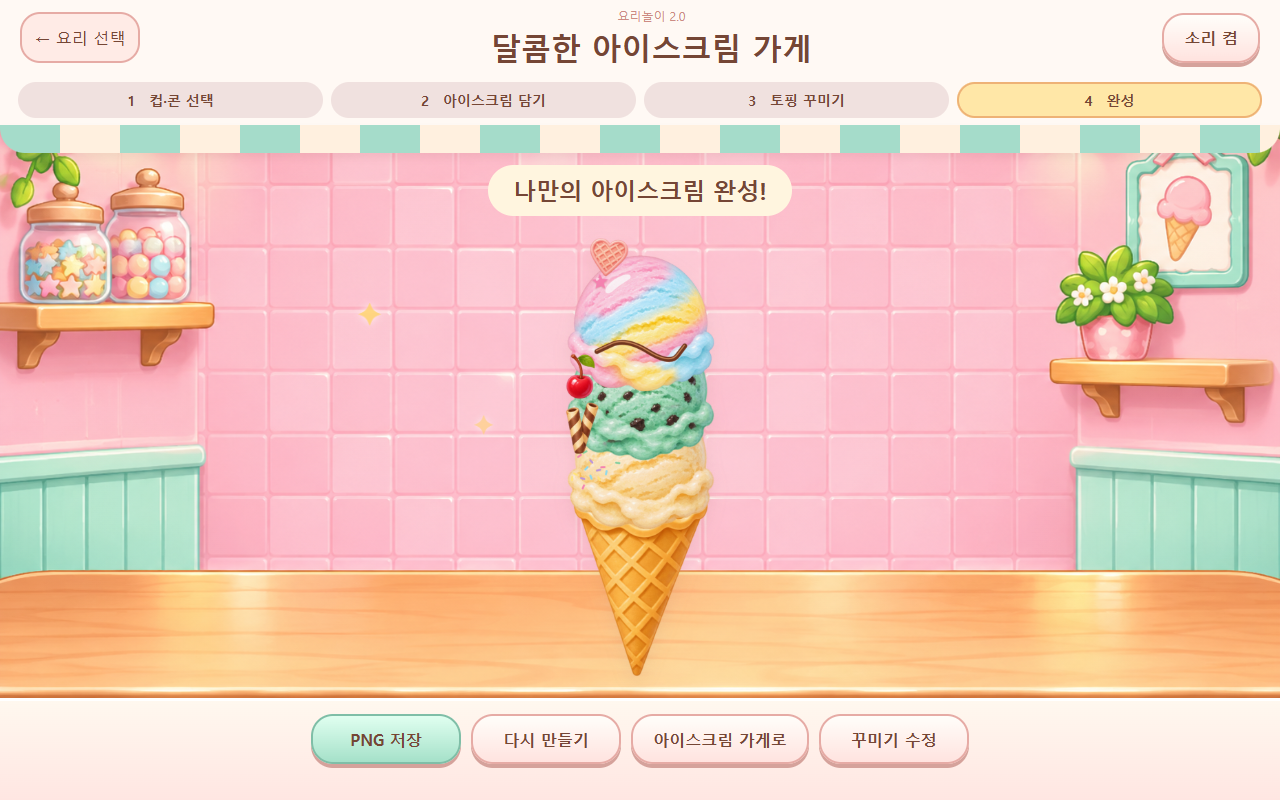 ← 요리 선택
요리놀이 2.0
달콤한 아이스크림 가게
소리 켬
1 컵·콘 선택
2 아이스크림 담기
3 토핑 꾸미기
4 완성
나만의 아이스크림 완성!
PNG 저장
다시 만들기
아이스크림 가게로
꾸미기 수정